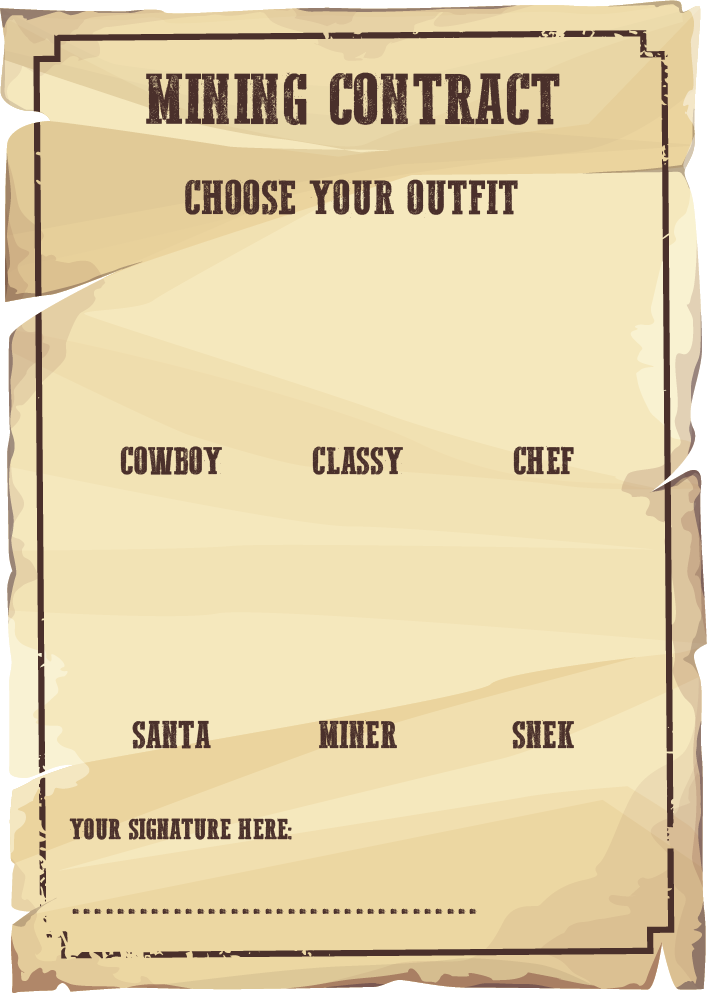 MINING CONTRACT
CHOOSE YOUR OUTFIT
COWBOY CLASSY CHEF
SANTA MINER SNEK
YOUR SIGNATURE HERE: